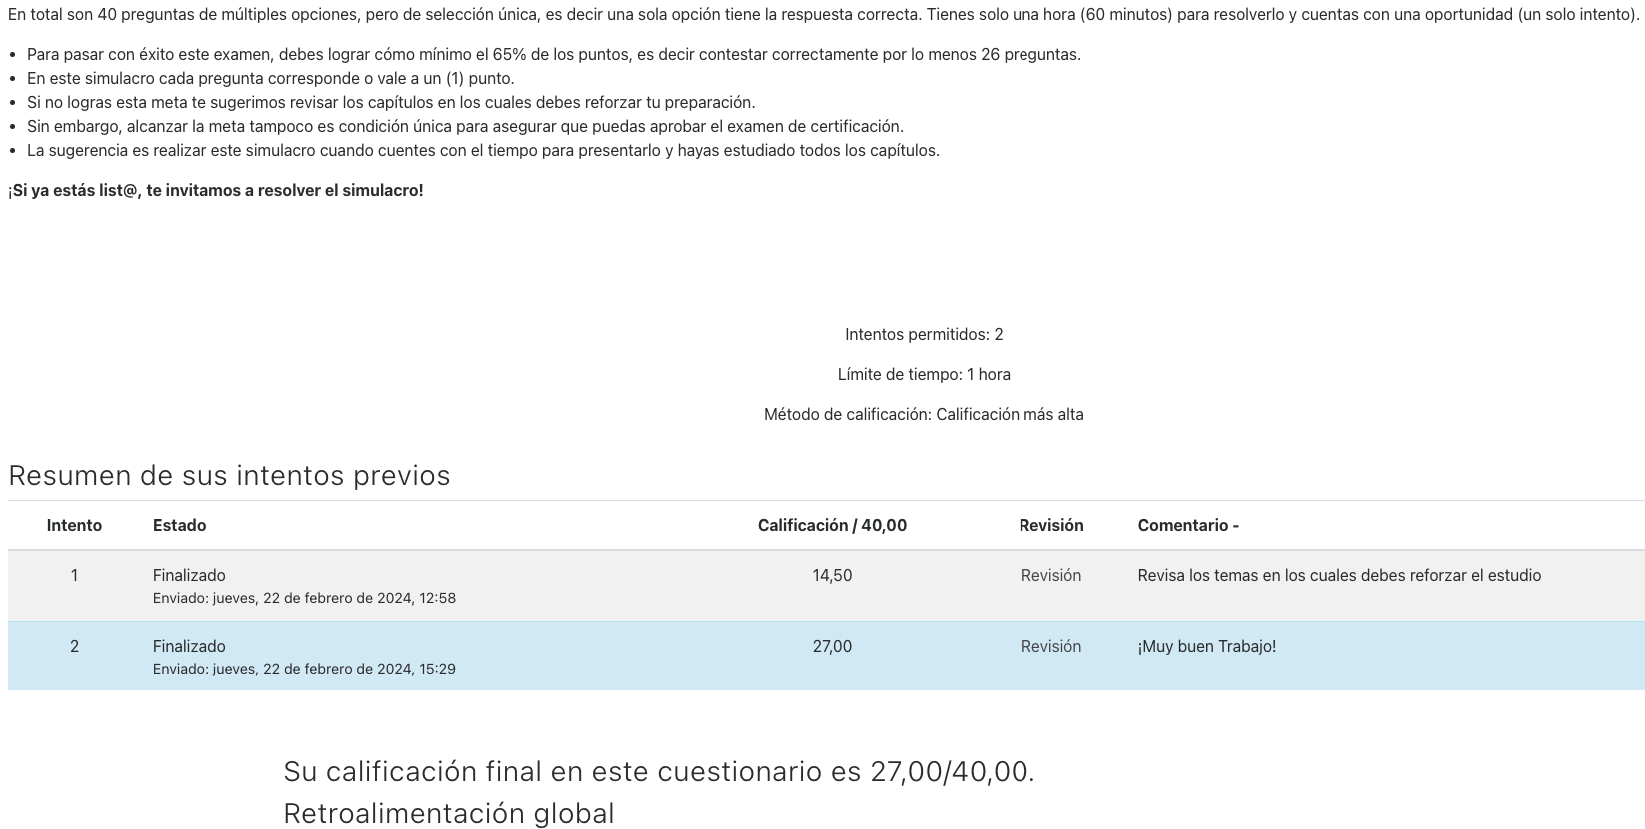 En total son 40 preguntas de múltiples opciones, pero de selección única, es decir una sola opción tiene la respuesta correcta. Tienes solo una hora (60 minutos) para resolverlo y cuentas con una oportunidad (un solo intento).
• Para pasar con éxito este examen, debes lograr cómo mínimo el 65% de los puntos, es decir contestar correctamente por lo menos 26 preguntas.
• En este simulacro cada pregunta corresponde o vale a un (1) punto.
• Si no logras esta meta te sugerimos revisar los capítulos en los cuales debes reforzar tu preparación.
• Sin embargo, alcanzar la meta tampoco es condición única para asegurar que puedas aprobar el examen de certificación.
• La sugerencia es realizar este simulacro cuando cuentes con el tiempo para presentarlo y hayas estudiado todos los capítulos.
¡Si ya estás list@, te invitamos a resolver el simulacro!
Intentos permitidos: 2
Límite de tiempo: 1 hora
Método de calificación: Calificación más alta
Resumen de sus intentos previos
Intento Estado Calificación / 40,00 Revisión Comentario -
1 Finalizado 14,50 Revisión Revisa los temas en los cuales debes reforzar el estudio
Enviado: jueves, 22 de febrero de 2024, 12:58
2 Finalizado 27,00 Revisión ¡Muy buen Trabajo!
Enviado: jueves, 22 de febrero de 2024, 15:29
Su calificación final en este cuestionario es 27,00/40,00.
Retroalimentación global